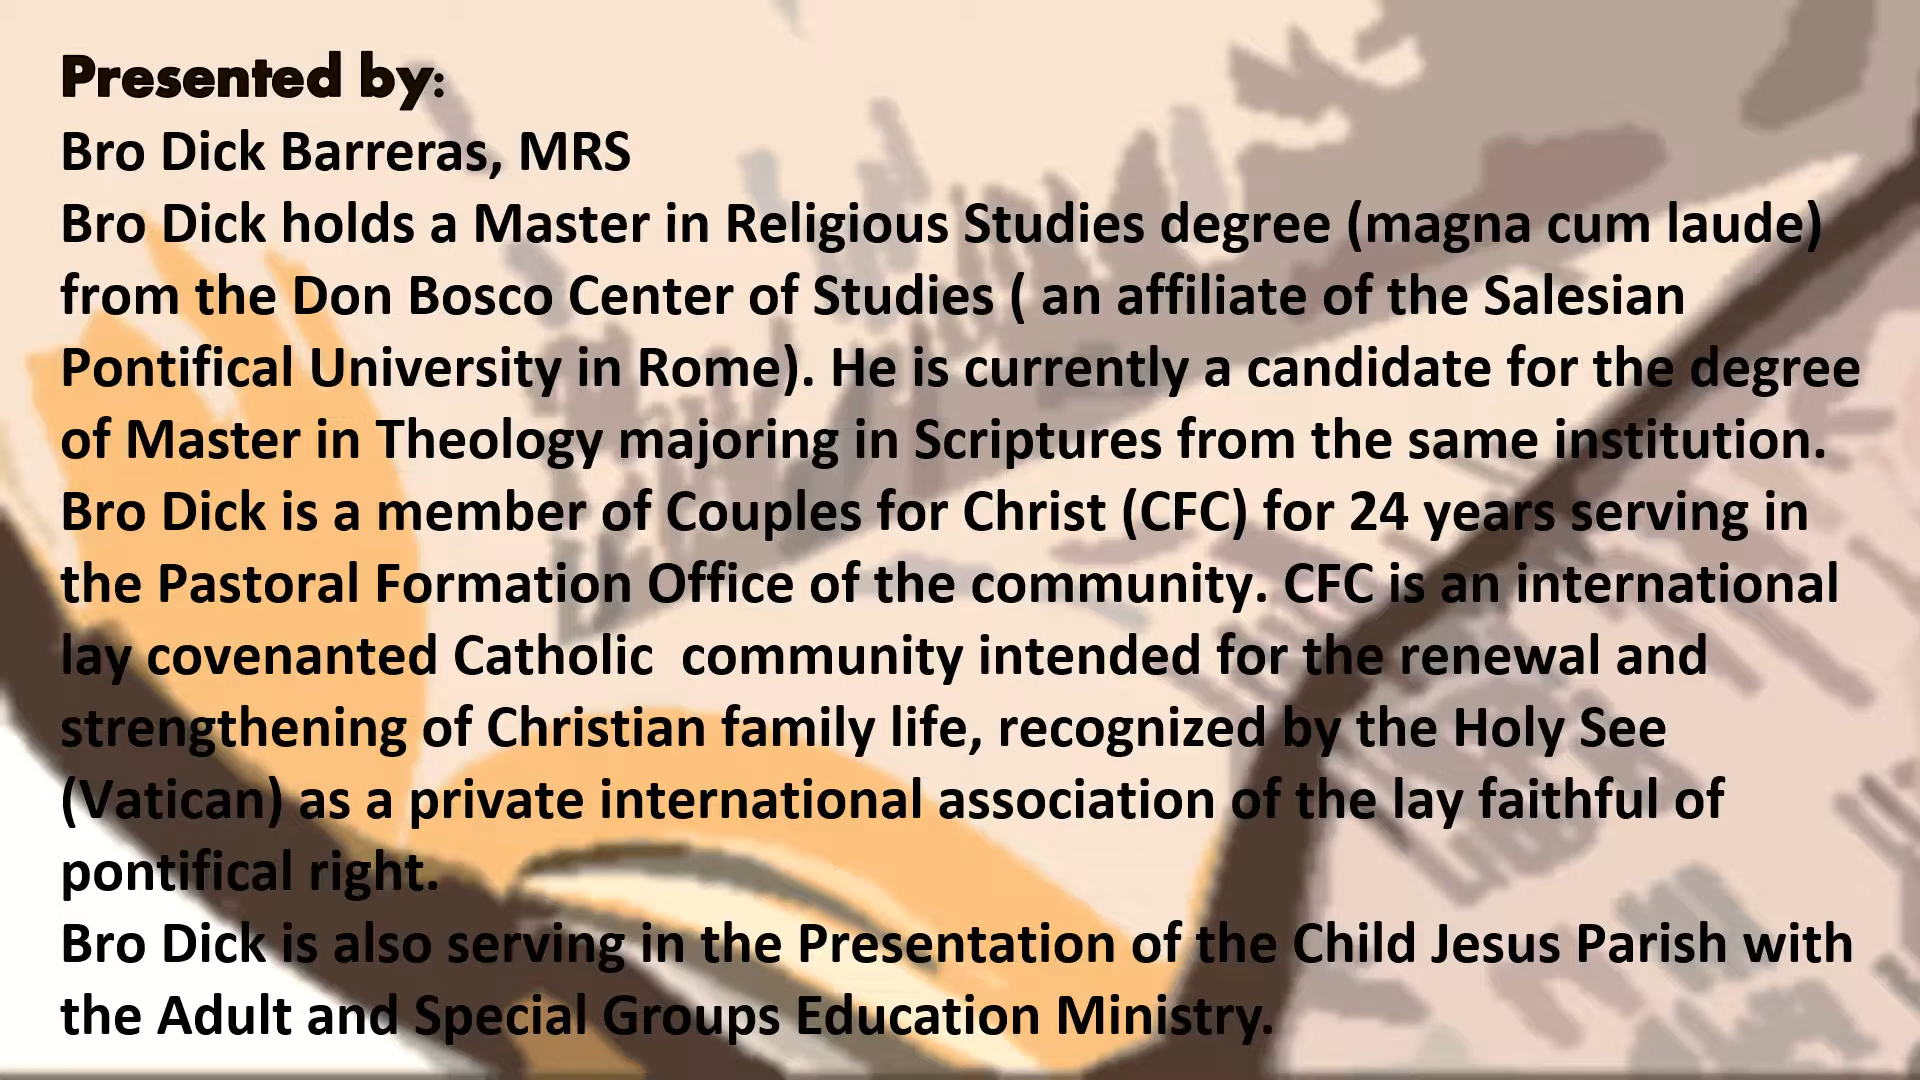 Presented by:
Bro Dick Barreras, MRS
Bro Dick holds a Master in Religious Studies degree (magna cum laude)
from the Don Bosco Center of Studies ( an affiliate of the Salesian
Pontifical University in Rome). He is currently a candidate for the degree
of Master in Theology majoring in Scriptures from the same institution.
Bro Dick is a member of Couples for Christ (CFC) for 24 years serving in
the Pastoral Formation Office of the community. CFC is an international
lay covenanted Catholic  community intended for the renewal and
strengthening of Christian family life, recognized by the Holy See
(Vatican) as a private international association of the lay faithful of
pontifical right.
Bro Dick is also serving in the Presentation of the Child Jesus Parish with
the Adult and Special Groups Education Ministry.